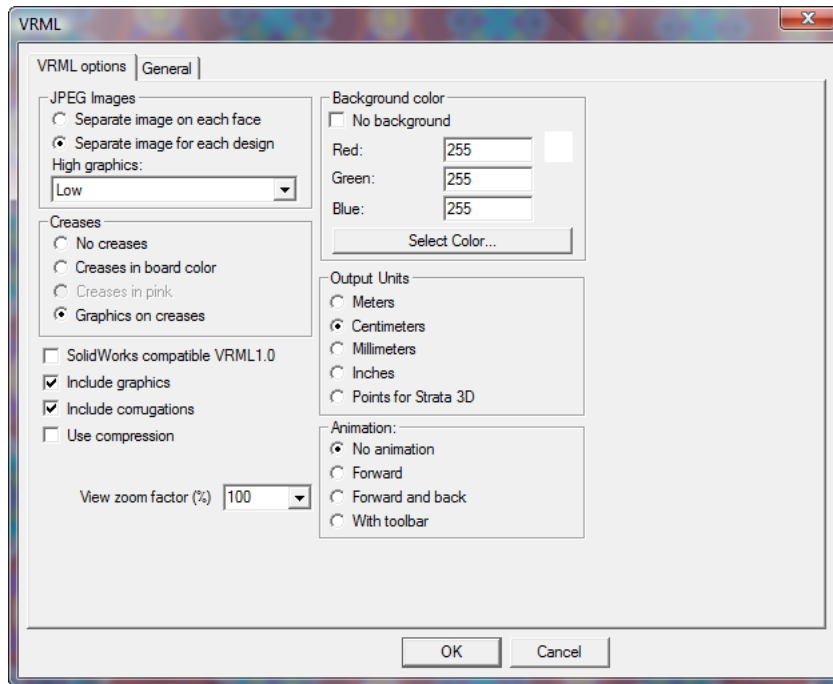 VRML
VRML options
General
JPEG Images
Separate image on each face
Separate image for each design
High graphics:
Low
Creases
No creases
Creases in board color
Creases in pink
Graphics on creases
SolidWorks compatible VRML1.0
Include graphics
Include corrugations
Use compression
View zoom factor (%) 100
Background color
No background
Red: 255
Green: 255
Blue: 255
Select Color...
Output Units
Meters
Centimeters
Millimeters
Inches
Points for Strata 3D
Animation:
No animation
Forward
Forward and back
With toolbar
OK
Cancel